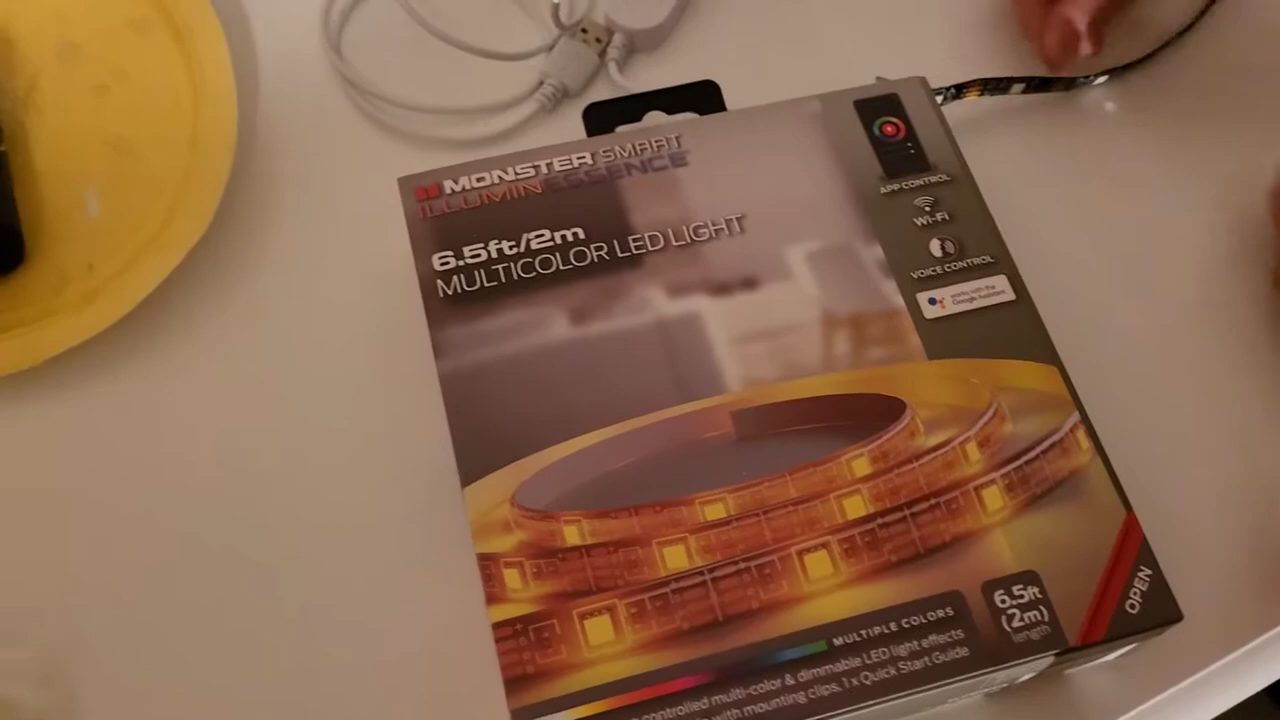 MONSTER SMART
ILLUMINESSENCE
6.5ft/2m
MULTICOLOR LED LIGHT
APP CONTROL
Wi-Fi
VOICE CONTROL
works with the
Google Assistant
MULTIPLE COLORS
controlled multi-color & dimmable LED light effects
with mounting clips, 1 x Quick Start Guide
6.5ft
(2m)
length
OPEN